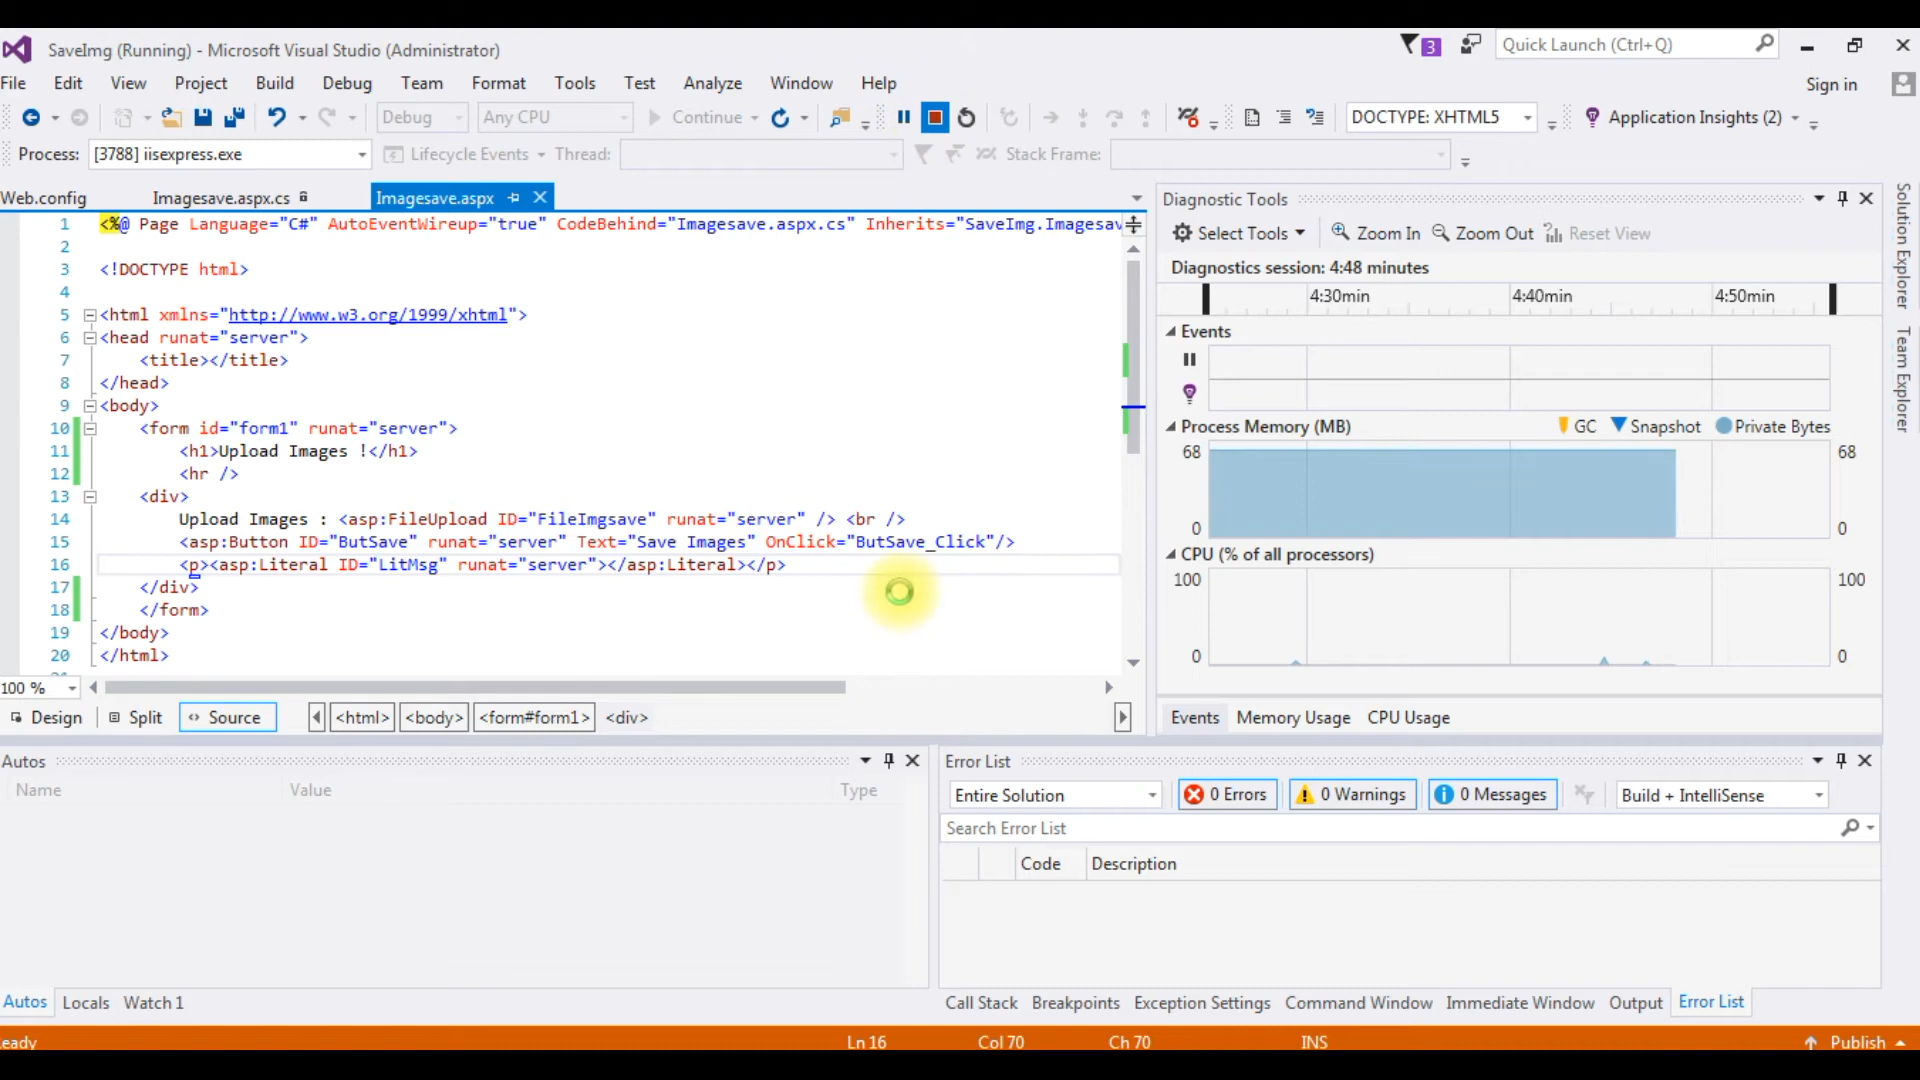 SaveImg (Running) - Microsoft Visual Studio (Administrator)
3
Quick Launch (Ctrl+Q)
File Edit View Project Build Debug Team Format Tools Test Analyze Window Help
Sign in
Debug Any CPU Continue DOCTYPE: XHTML5 Application Insights (2)
Process: [3788] iisexpress.exe Lifecycle Events Thread: Stack Frame:
Web.config Imagesave.aspx.cs Imagesave.aspx
1 <%@ Page Language="C#" AutoEventWireup="true" CodeBehind="Imagesave.aspx.cs" Inherits="SaveImg.Imagesav
2
3 <!DOCTYPE html>
4
5 <html xmlns="http://www.w3.org/1999/xhtml">
6 <head runat="server">
7 <title></title>
8 </head>
9 <body>
10 <form id="form1" runat="server">
11 <h1>Upload Images !</h1>
12 <hr />
13 <div>
14 Upload Images : <asp:FileUpload ID="FileImgsave" runat="server" /> <br />
15 <asp:Button ID="ButSave" runat="server" Text="Save Images" OnClick="ButSave_Click"/>
16 <p><asp:Literal ID="LitMsg" runat="server"></asp:Literal></p>
17 </div>
18 </form>
19 </body>
20 </html>
100 %
Design Split Source <html> <body> <form#form1> <div>
Diagnostic Tools
Select Tools Zoom In Zoom Out Reset View
Diagnostics session: 4:48 minutes
4:30min 4:40min 4:50min
Events
Process Memory (MB) GC Snapshot Private Bytes
68 68
0 0
CPU (% of all processors)
100 100
0 0
Events Memory Usage CPU Usage
Solution Explorer
Team Explorer
Autos
Name Value Type
Autos Locals Watch 1
Error List
Entire Solution 0 Errors 0 Warnings 0 Messages Build + IntelliSense
Search Error List
Code Description
Call Stack Breakpoints Exception Settings Command Window Immediate Window Output Error List
eady Ln 16 Col 70 Ch 70 INS Publish